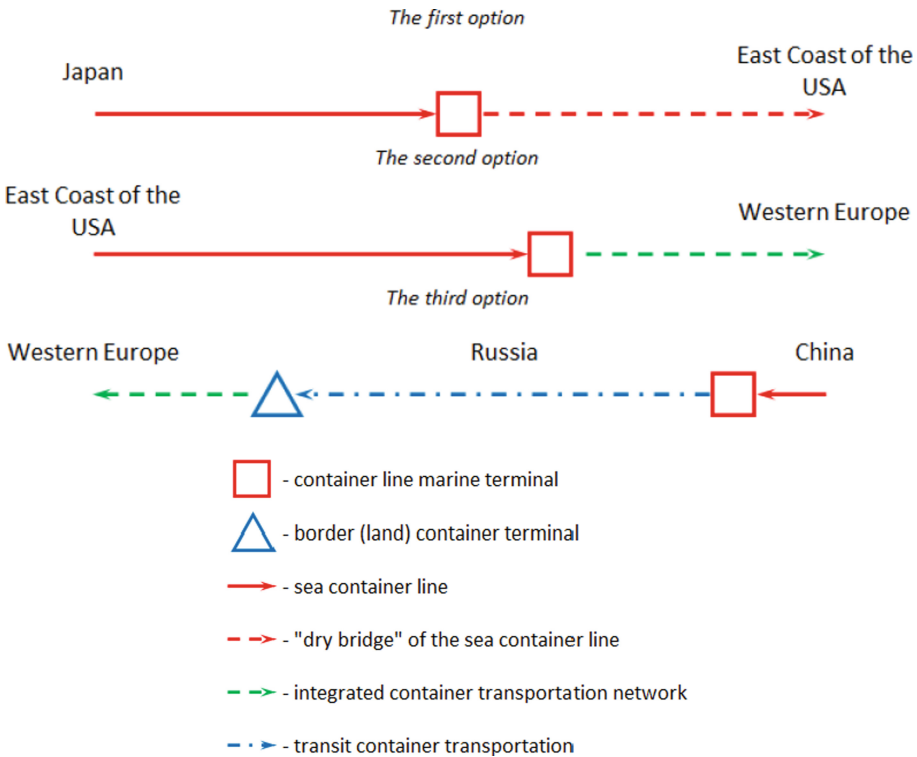 The first option
Japan
East Coast of the
USA
The second option
East Coast of the
USA
Western Europe
The third option
Western Europe
Russia
China
- container line marine terminal
- border (land) container terminal
- sea container line
- "dry bridge" of the sea container line
- integrated container transportation network
- transit container transportation